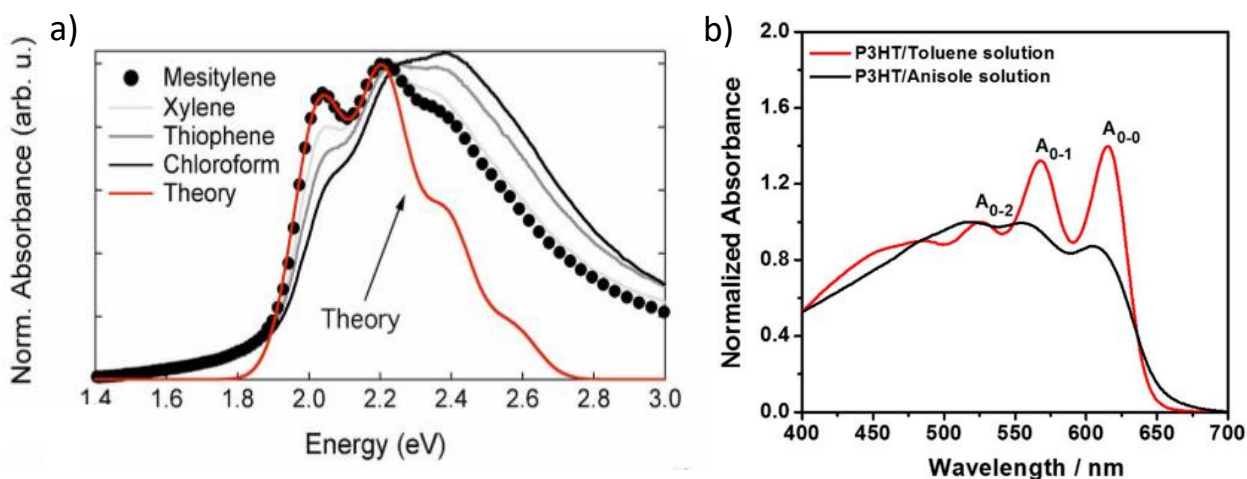 a)
Norm. Absorbance (arb. u.)
Mesitylene
Xylene
Thiophene
Chloroform
Theory
Theory
1.4 1.6 1.8 2.0 2.2 2.4 2.6 2.8 3.0
Energy (eV)
b)
Normalized Absorbance
2.0
1.6
1.2
0.8
0.4
0.0
P3HT/Toluene solution
P3HT/Anisole solution
A0-2
A0-1
A0-0
400 450 500 550 600 650 700
Wavelength / nm